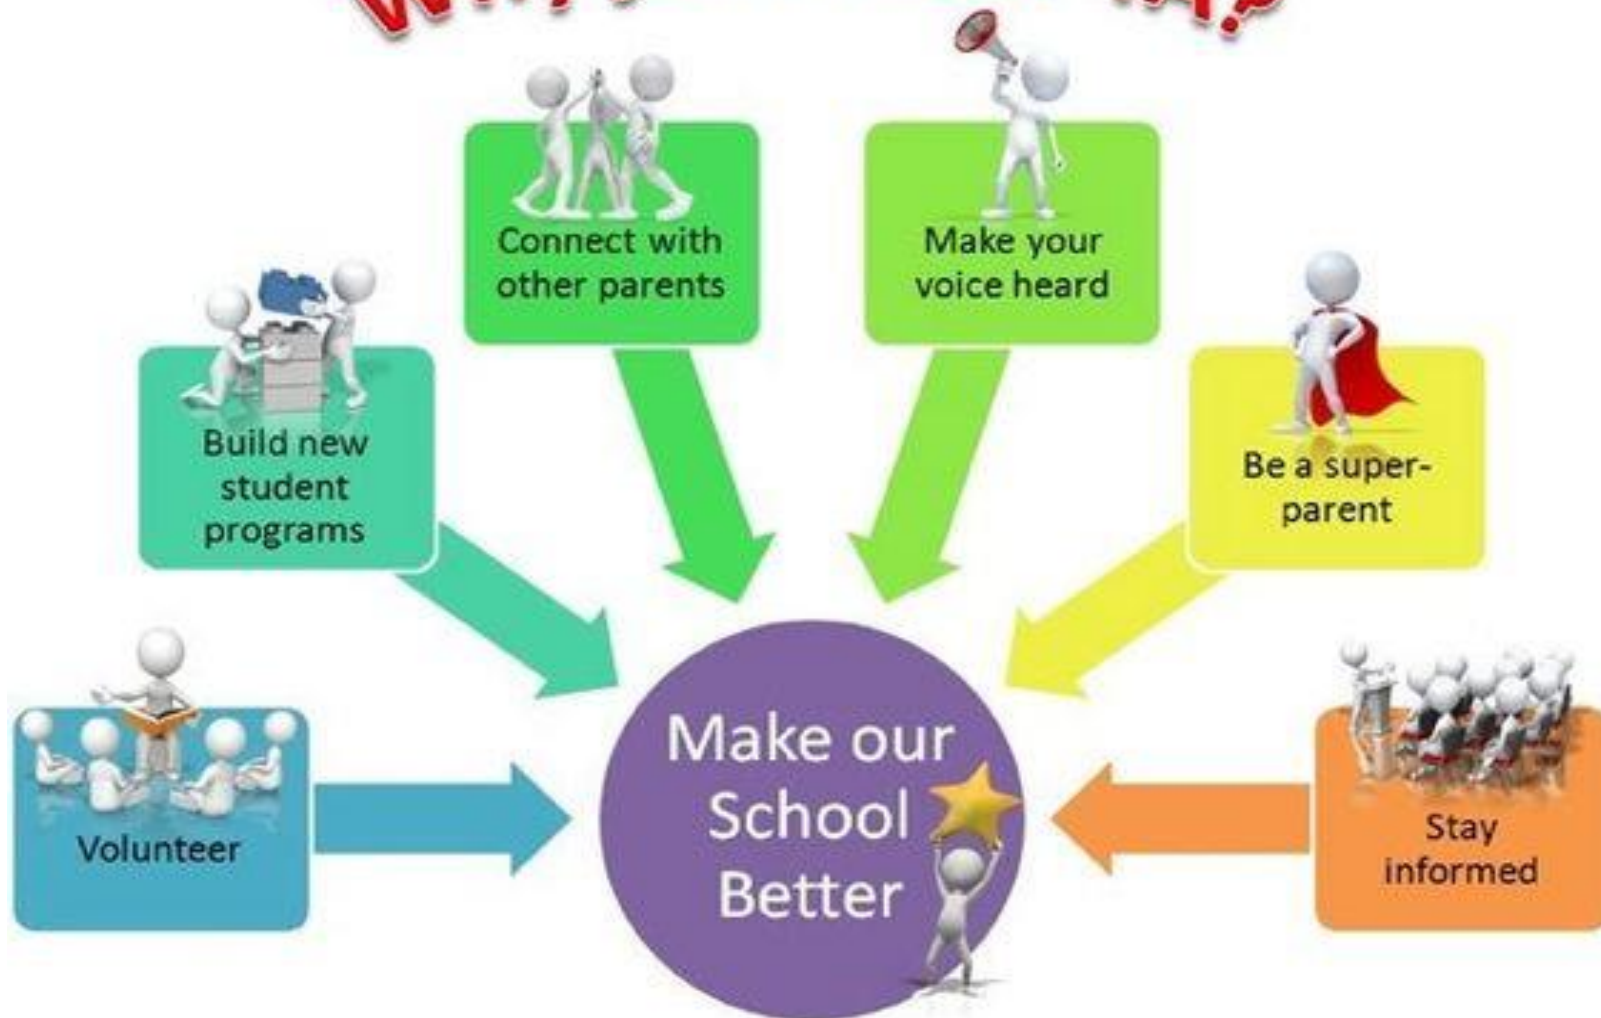 Connect with
other parents
Make your
voice heard
Build new
student
programs
Be a super-
parent
Volunteer
Make our
School
Better
Stay
informed